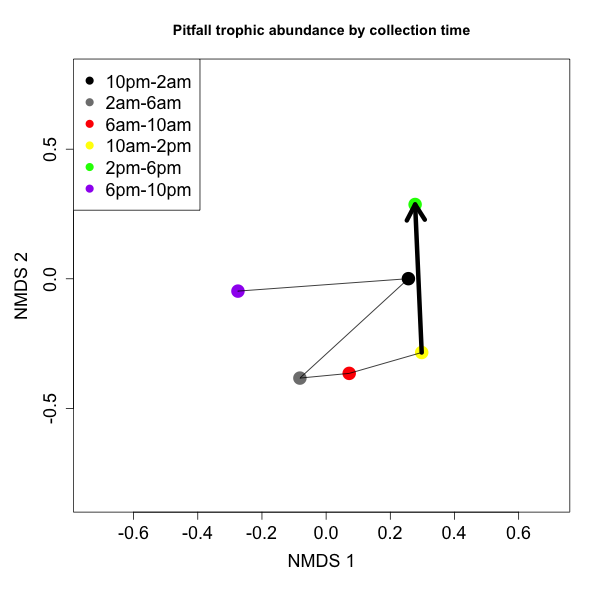 Pitfall trophic abundance by collection time
10pm-2am
2am-6am
6am-10am
10am-2pm
2pm-6pm
6pm-10pm
0.5
0.0
-0.5
NMDS 2
-0.6 -0.4 -0.2 0.0 0.2 0.4 0.6
NMDS 1